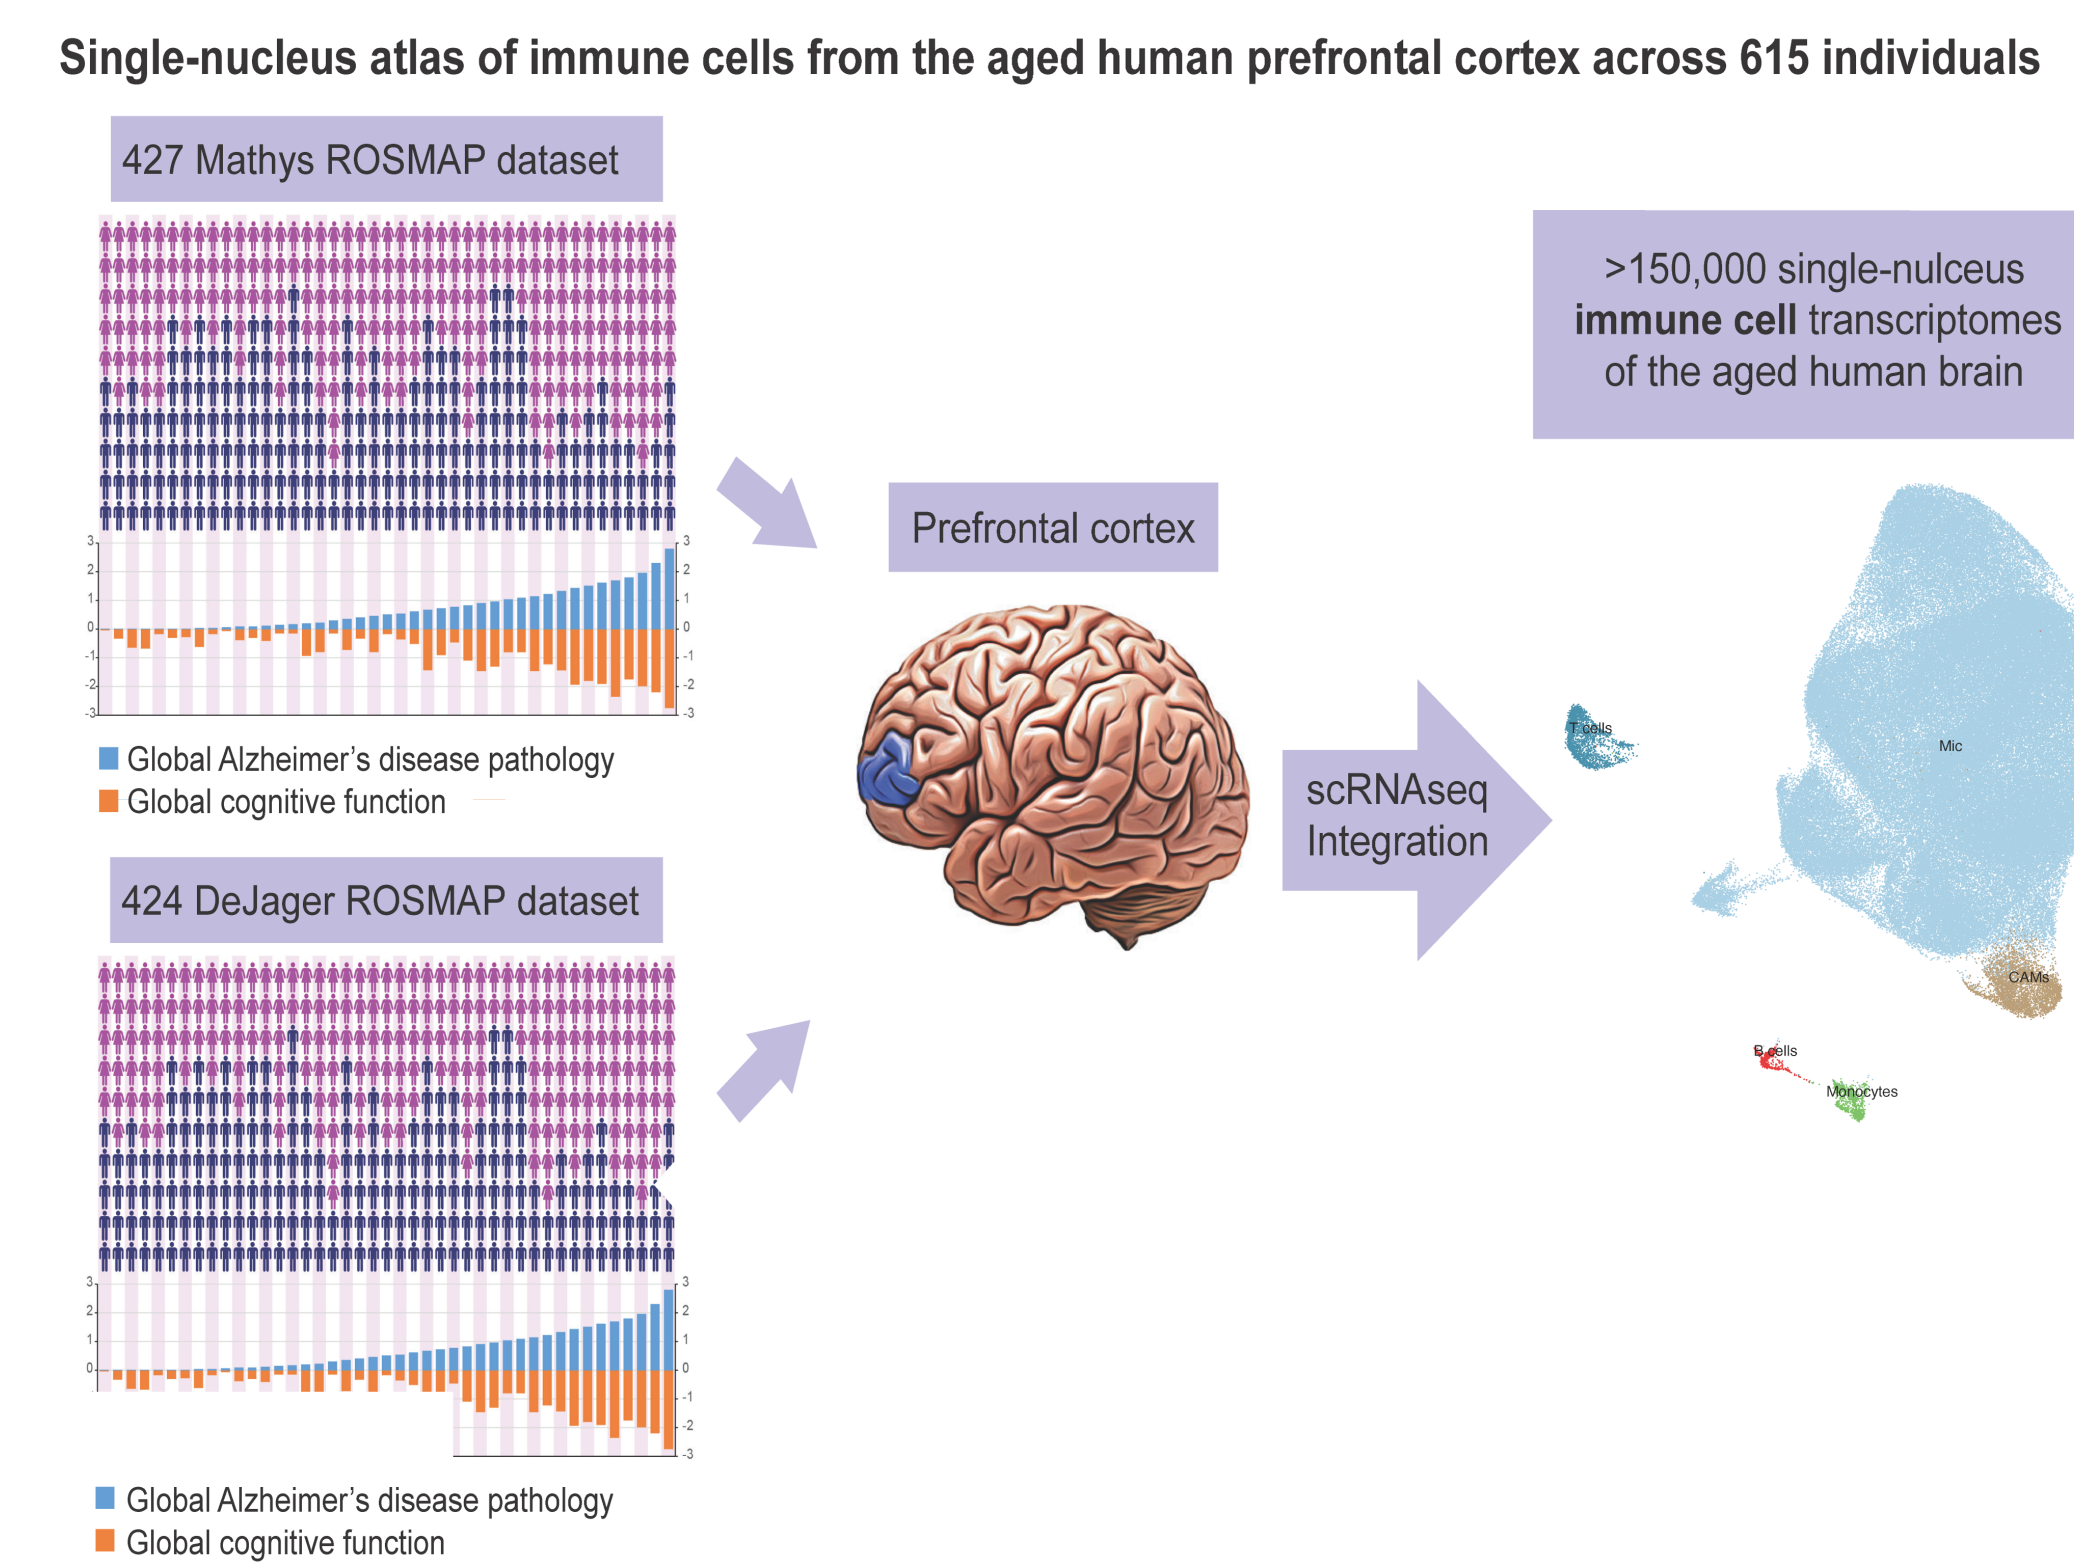 Single-nucleus atlas of immune cells from the aged human prefrontal cortex across 615 individuals
427 Mathys ROSMAP dataset
3 3
2 2
1 1
0 0
-1 -1
-2 -2
-3 -3
Global Alzheimer's disease pathology
Global cognitive function
424 DeJager ROSMAP dataset
3 3
2 2
1 1
0 0
-1
-2
-3
Global Alzheimer's disease pathology
Global cognitive function
Prefrontal cortex
scRNAseq
Integration
>150,000 single-nulceus
immune cell transcriptomes
of the aged human brain
T cells
Mic
CAMs
B cells
Monocytes